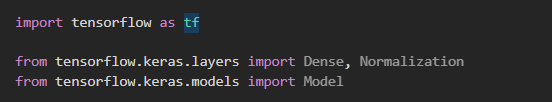 import tensorflow as tf
from tensorflow.keras.layers import Dense, Normalization
from tensorflow.keras.models import Model